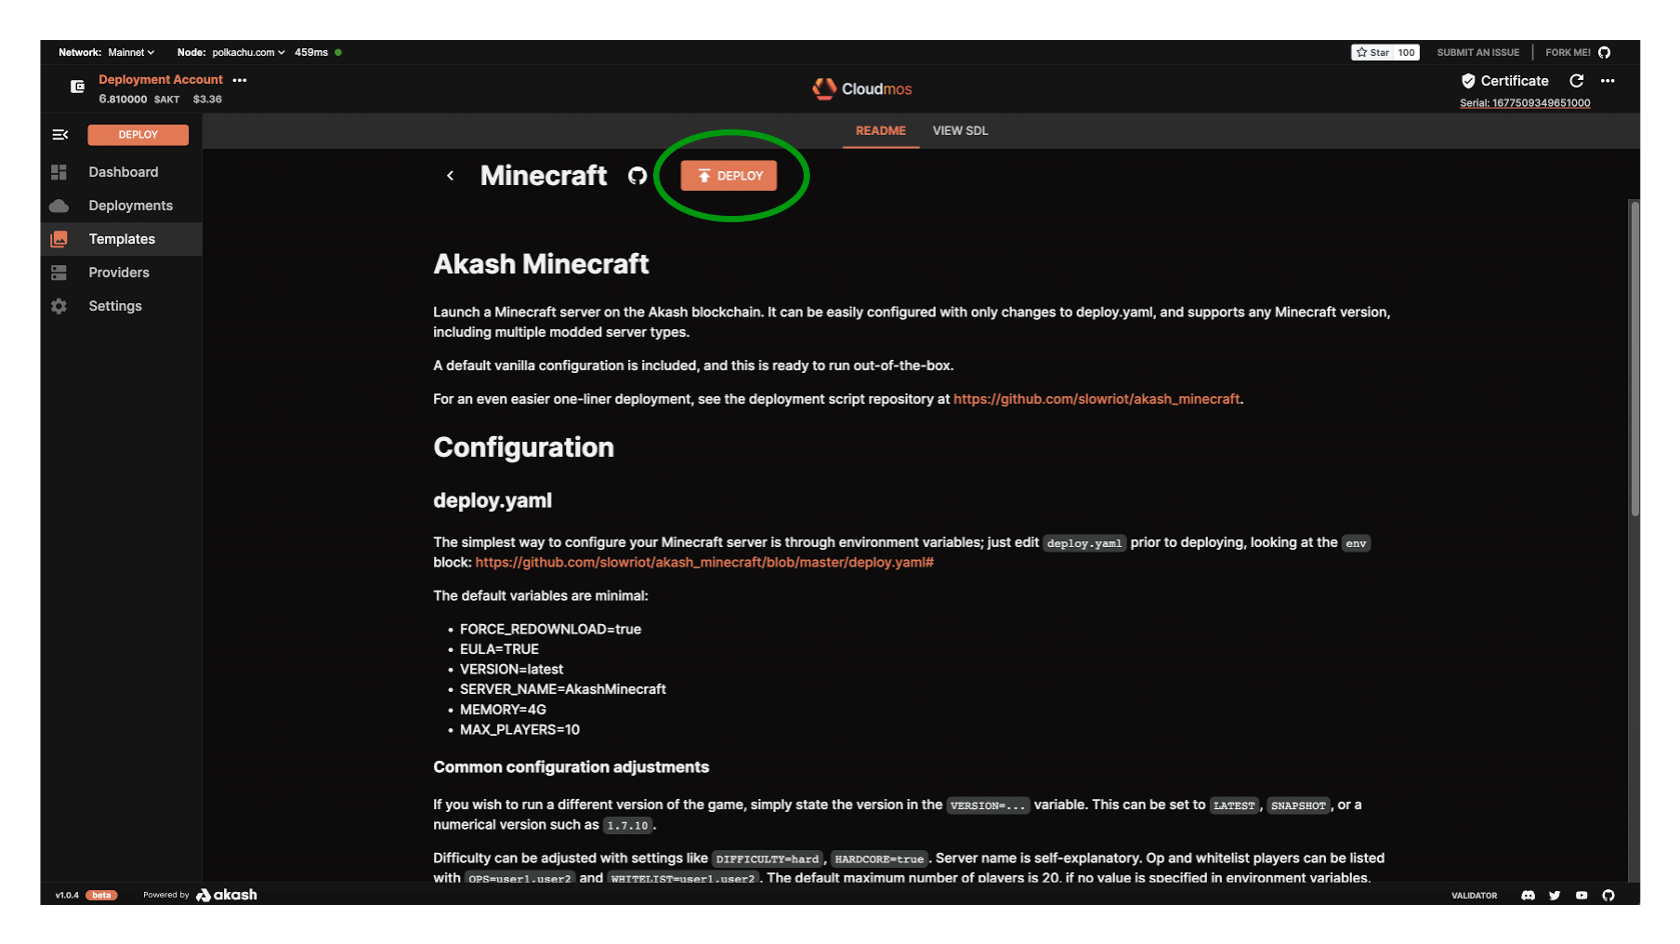 Network: Mainnet Node: polkachu.com 459ms
Star 100 SUBMIT AN ISSUE FORK ME!
Deployment Account •••
6.810000 $AKT $3.36
Cloudmos
Certificate •••
Serial: 1677509349651000
DEPLOY
README VIEW SDL
Dashboard
Deployments
Templates
Providers
Settings
Minecraft DEPLOY
Akash Minecraft
Launch a Minecraft server on the Akash blockchain. It can be easily configured with only changes to deploy.yaml, and supports any Minecraft version,
including multiple modded server types.
A default vanilla configuration is included, and this is ready to run out-of-the-box.
For an even easier one-liner deployment, see the deployment script repository at https://github.com/slowriot/akash_minecraft.
Configuration
deploy.yaml
The simplest way to configure your Minecraft server is through environment variables; just edit deploy.yaml prior to deploying, looking at the env
block: https://github.com/slowriot/akash_minecraft/blob/master/deploy.yaml#
The default variables are minimal:
• FORCE_REDOWNLOAD=true
• EULA=TRUE
• VERSION=latest
• SERVER_NAME=AkashMinecraft
• MEMORY=4G
• MAX_PLAYERS=10
Common configuration adjustments
If you wish to run a different version of the game, simply state the version in the VERSION=... variable. This can be set to LATEST, SNAPSHOT, or a
numerical version such as 1.7.10.
Difficulty can be adjusted with settings like DIFFICULTY=hard, HARDCORE=true. Server name is self-explanatory. Op and whitelist players can be listed
with OPS=user1,user2 and WHITELIST=user1,user2. The default maximum number of players is 20, if no value is specified in environment variables.
v1.0.4 beta Powered by akash
VALIDATOR